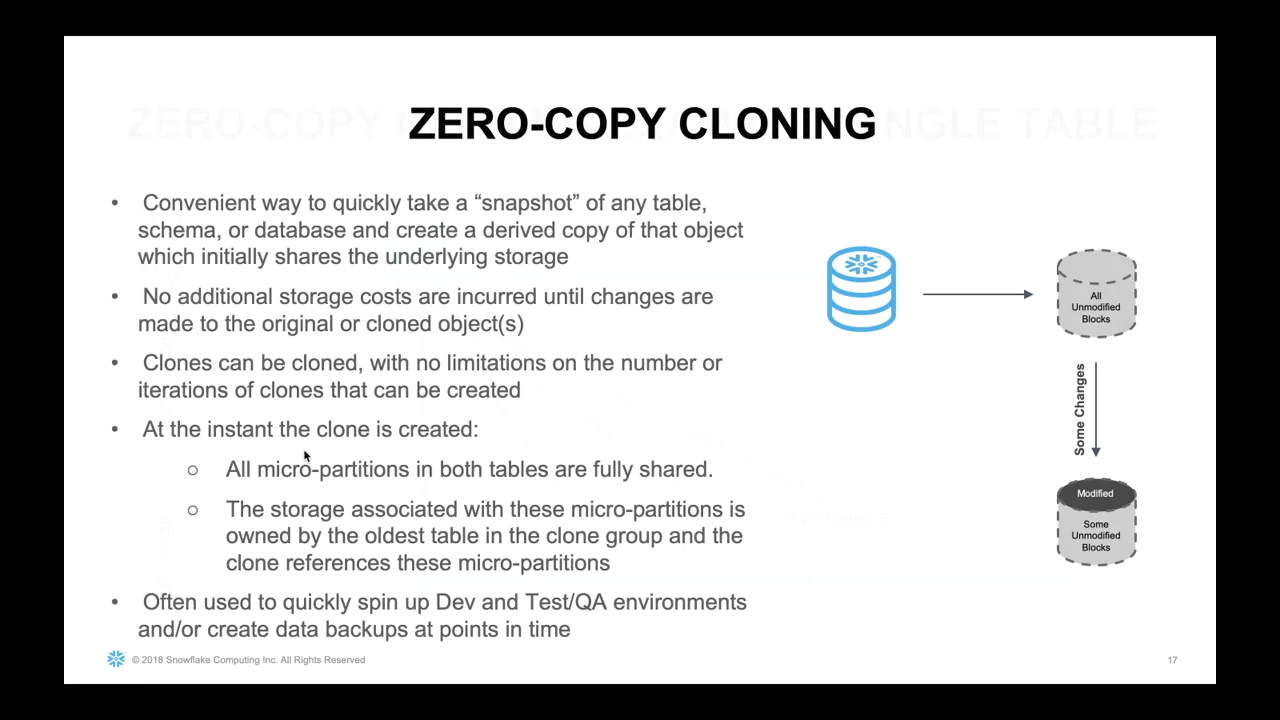 ZERO-COPY CLONING
• Convenient way to quickly take a “snapshot” of any table,
schema, or database and create a derived copy of that object
which initially shares the underlying storage
• No additional storage costs are incurred until changes are
made to the original or cloned object(s)
• Clones can be cloned, with no limitations on the number or
iterations of clones that can be created
• At the instant the clone is created:
○ All micro-partitions in both tables are fully shared.
○ The storage associated with these micro-partitions is
owned by the oldest table in the clone group and the
clone references these micro-partitions
• Often used to quickly spin up Dev and Test/QA environments
and/or create data backups at points in time
All
Unmodified
Blocks
Some Changes
Modified
Some
Unmodified
Blocks
© 2018 Snowflake Computing Inc. All Rights Reserved
17